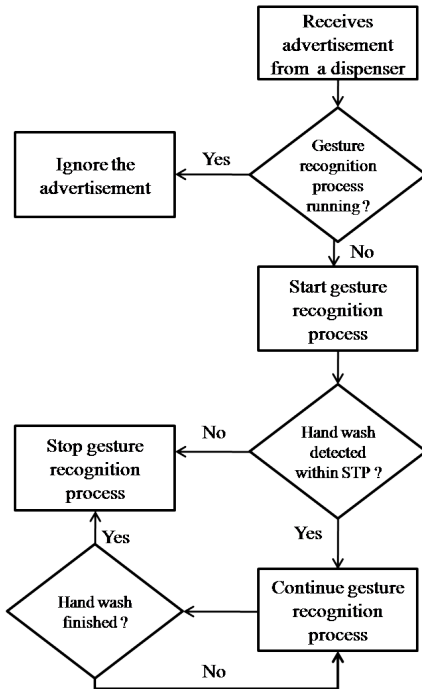 Receives
advertisement
from a dispenser
Gesture
recognition
process
running ?
Yes
Ignore the
advertisement
No
Start gesture
recognition
process
Hand wash
detected
within STP ?
No
Stop gesture
recognition
process
Yes
Yes
Continue gesture
recognition
process
Hand wash
finished ?
No